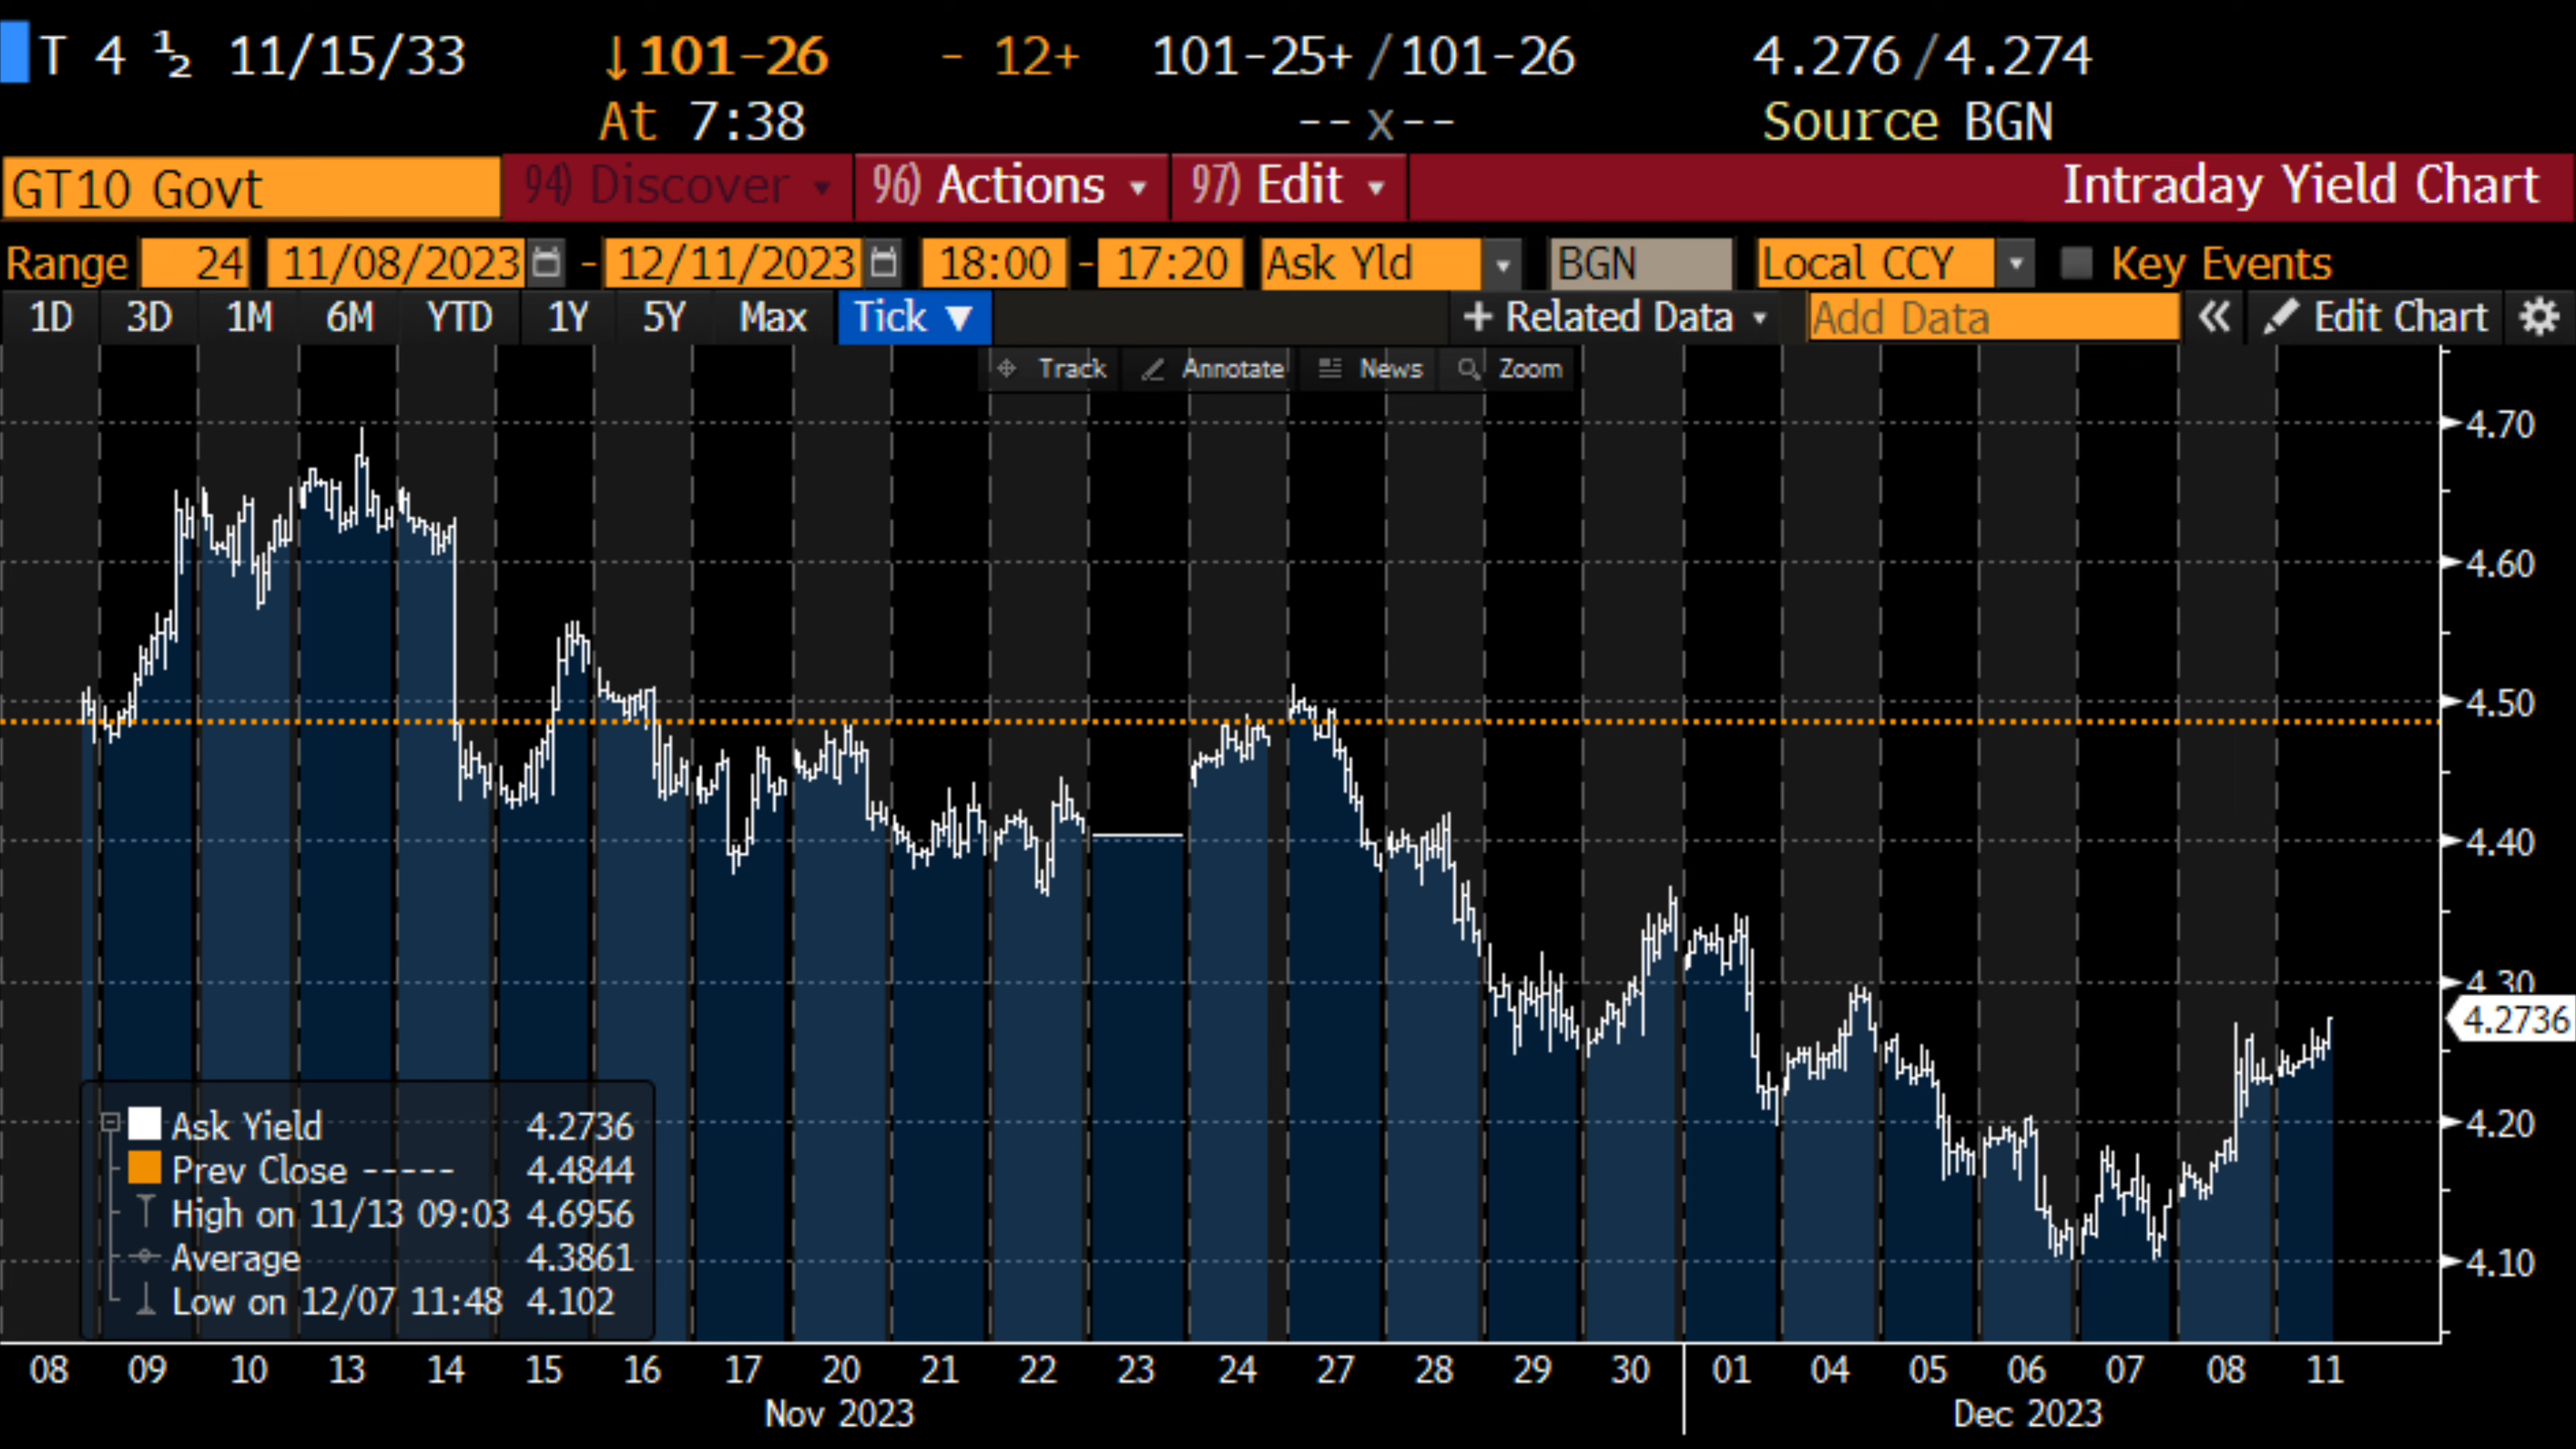 T 4 ½ 11/15/33 ↓101-26 - 12+ 101-25+ / 101-26 4.276 / 4.274
At 7:38 -- x -- Source BGN
GT10 Govt 94) Discover 96) Actions 97) Edit Intraday Yield Chart
Range 24 11/08/2023 - 12/11/2023 18:00 - 17:20 Ask Yld BGN Local CCY Key Events
1D 3D 1M 6M YTD 1Y 5Y Max Tick ▼ + Related Data Add Data « Edit Chart
Track Annotate News Zoom
4.70
4.60
4.50
4.40
4.30
4.2736
4.20
4.10
Ask Yield 4.2736
Prev Close ----- 4.4844
High on 11/13 09:03 4.6956
Average 4.3861
Low on 12/07 11:48 4.102
08 09 10 13 14 15 16 17 20 21 22 23 24 27 28 29 30 01 04 05 06 07 08 11
Nov 2023 Dec 2023